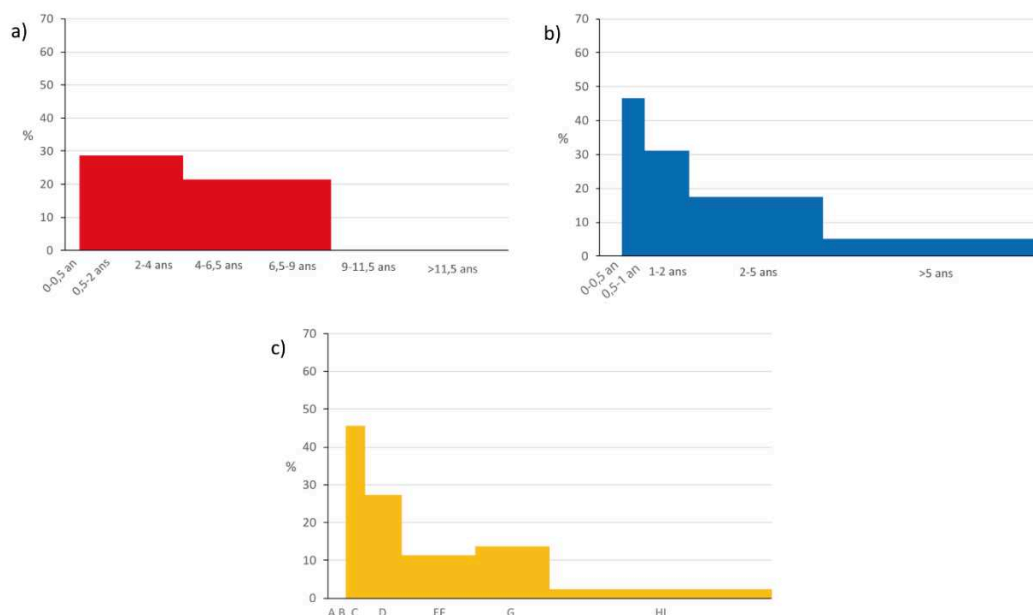 a)
70
60
50
40
%
30
20
10
0
0-0,5 an
0,5-2 ans
2-4 ans
4-6,5 ans
6,5-9 ans
9-11,5 ans
>11,5 ans
b)
70
60
50
40
%
30
20
10
0
0-0,5 an
0,5-1 an
1-2 ans
2-5 ans
>5 ans
c)
70
60
50
40
%
30
20
10
0
A B C D EF G HI